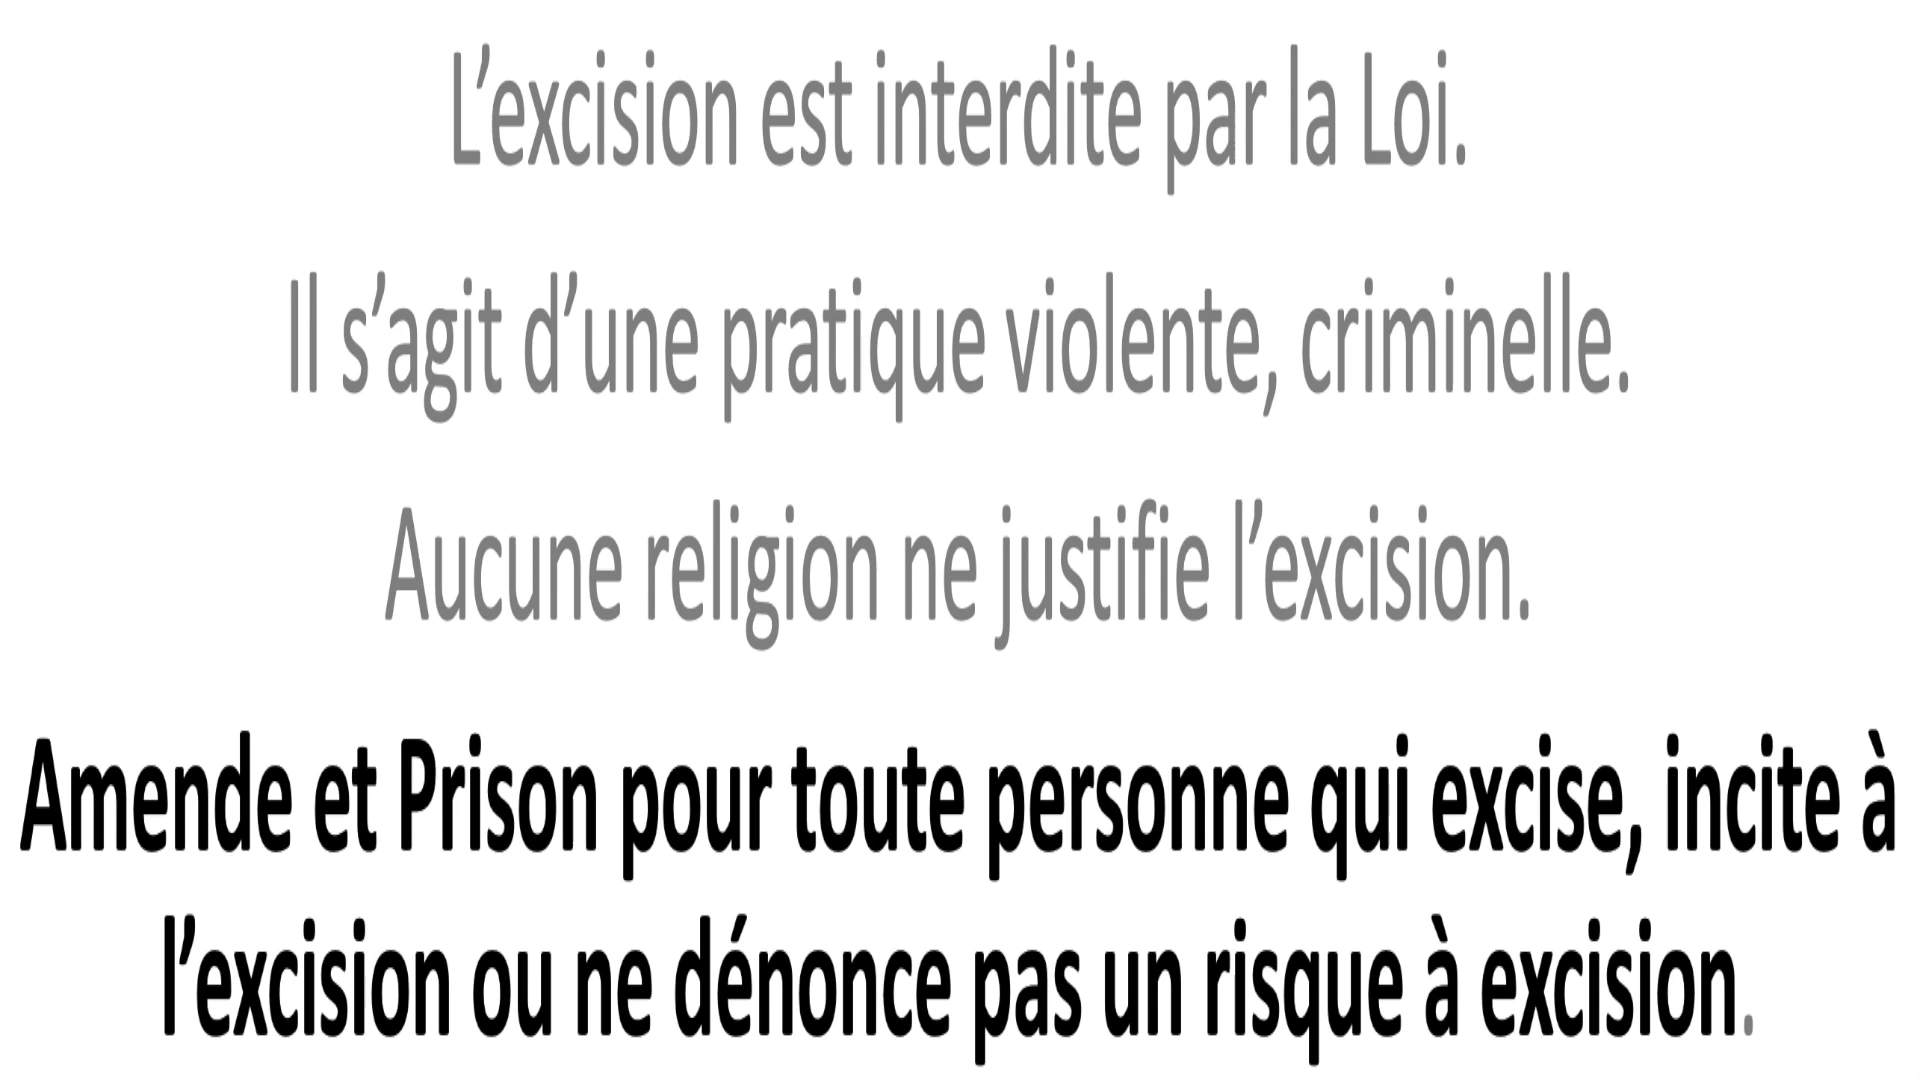 L’excision est interdite par la Loi.
Il s’agit d’une pratique violente, criminelle.
Aucune religion ne justifie l’excision.
Amende et Prison pour toute personne qui excise, incite à
l’excision ou ne dénonce pas un risque à excision.